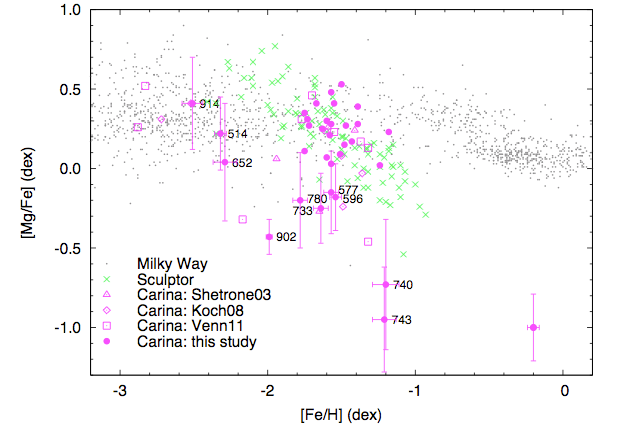 1.0
0.5
0.0
-0.5
-1.0
[Mg/Fe] (dex)
914
514
652
780
577
733
596
902
740
743
Milky Way
Sculptor
Carina: Shetrone03
Carina: Koch08
Carina: Venn11
Carina: this study
-3
-2
-1
0
[Fe/H] (dex)